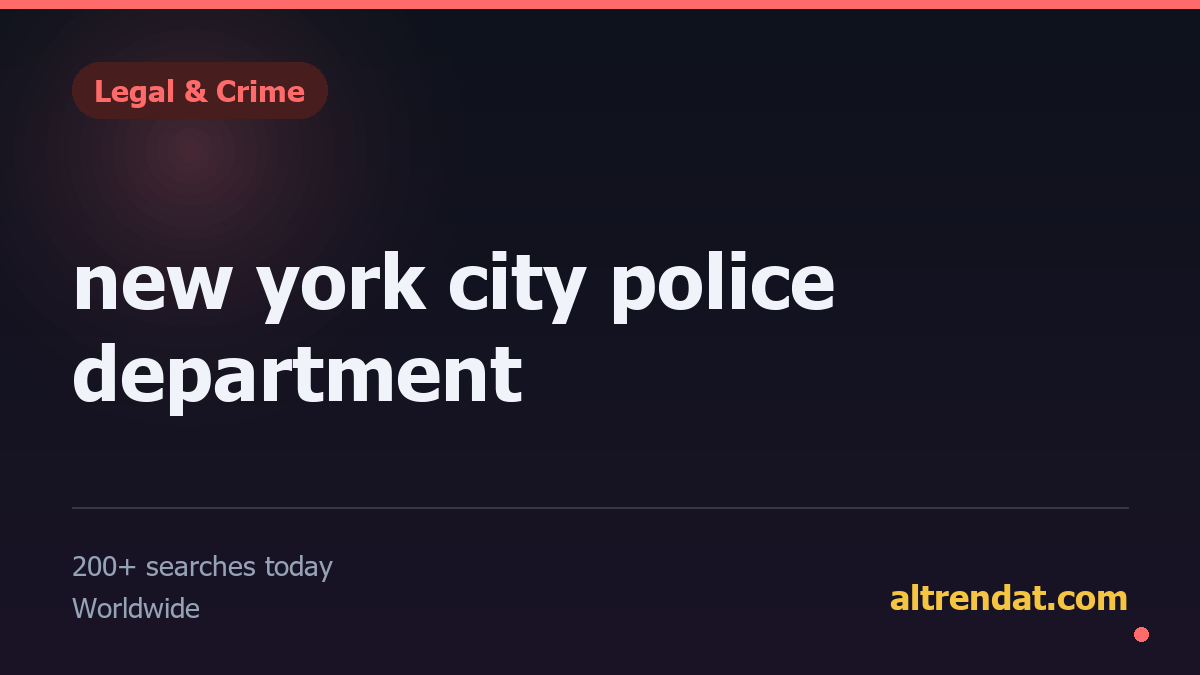 Legal & Crime
new york city police
department
200+ searches today
Worldwide
altrendat.com